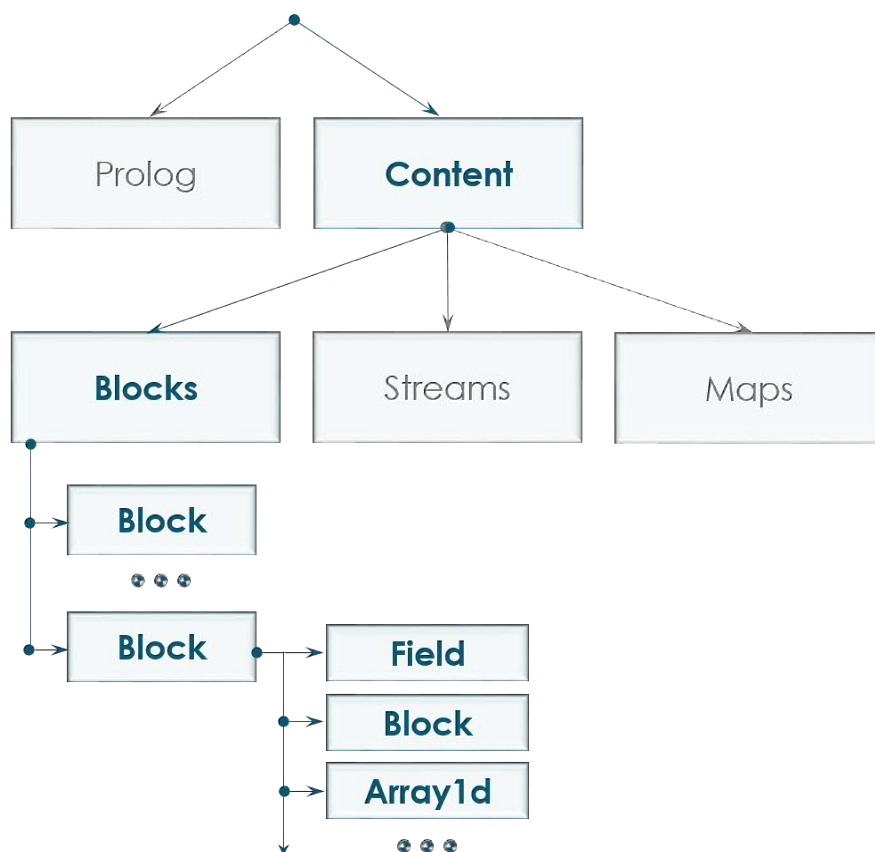 Prolog
Content
Blocks
Streams
Maps
Block
Block
Field
Block
Array1d